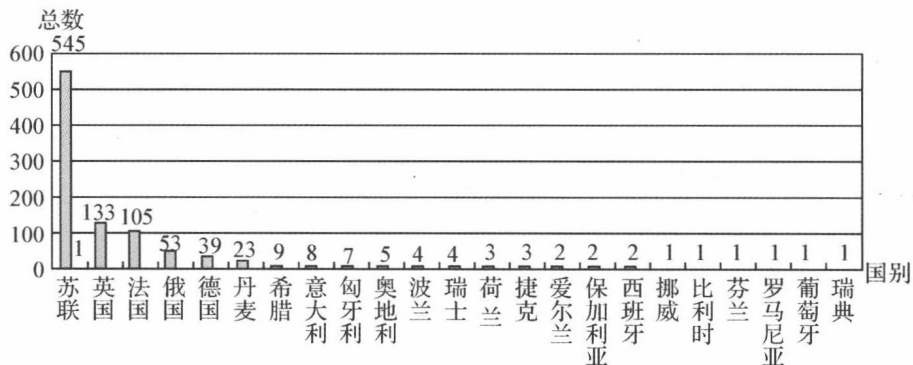 总数
545
600
500
400
300
200
100
0
1
133
105
53
39
23
9
8
7
5
4
4
3
3
2
2
2
1
1
1
1
1
1
苏联
英国
法国
俄国
德国
丹麦
希腊
意大利
匈牙利
奥地利
波兰
瑞士
荷兰
捷克
爱尔兰
保加利亚
西班牙
挪威
比利时
芬兰
罗马尼亚
葡萄牙
瑞典
国别